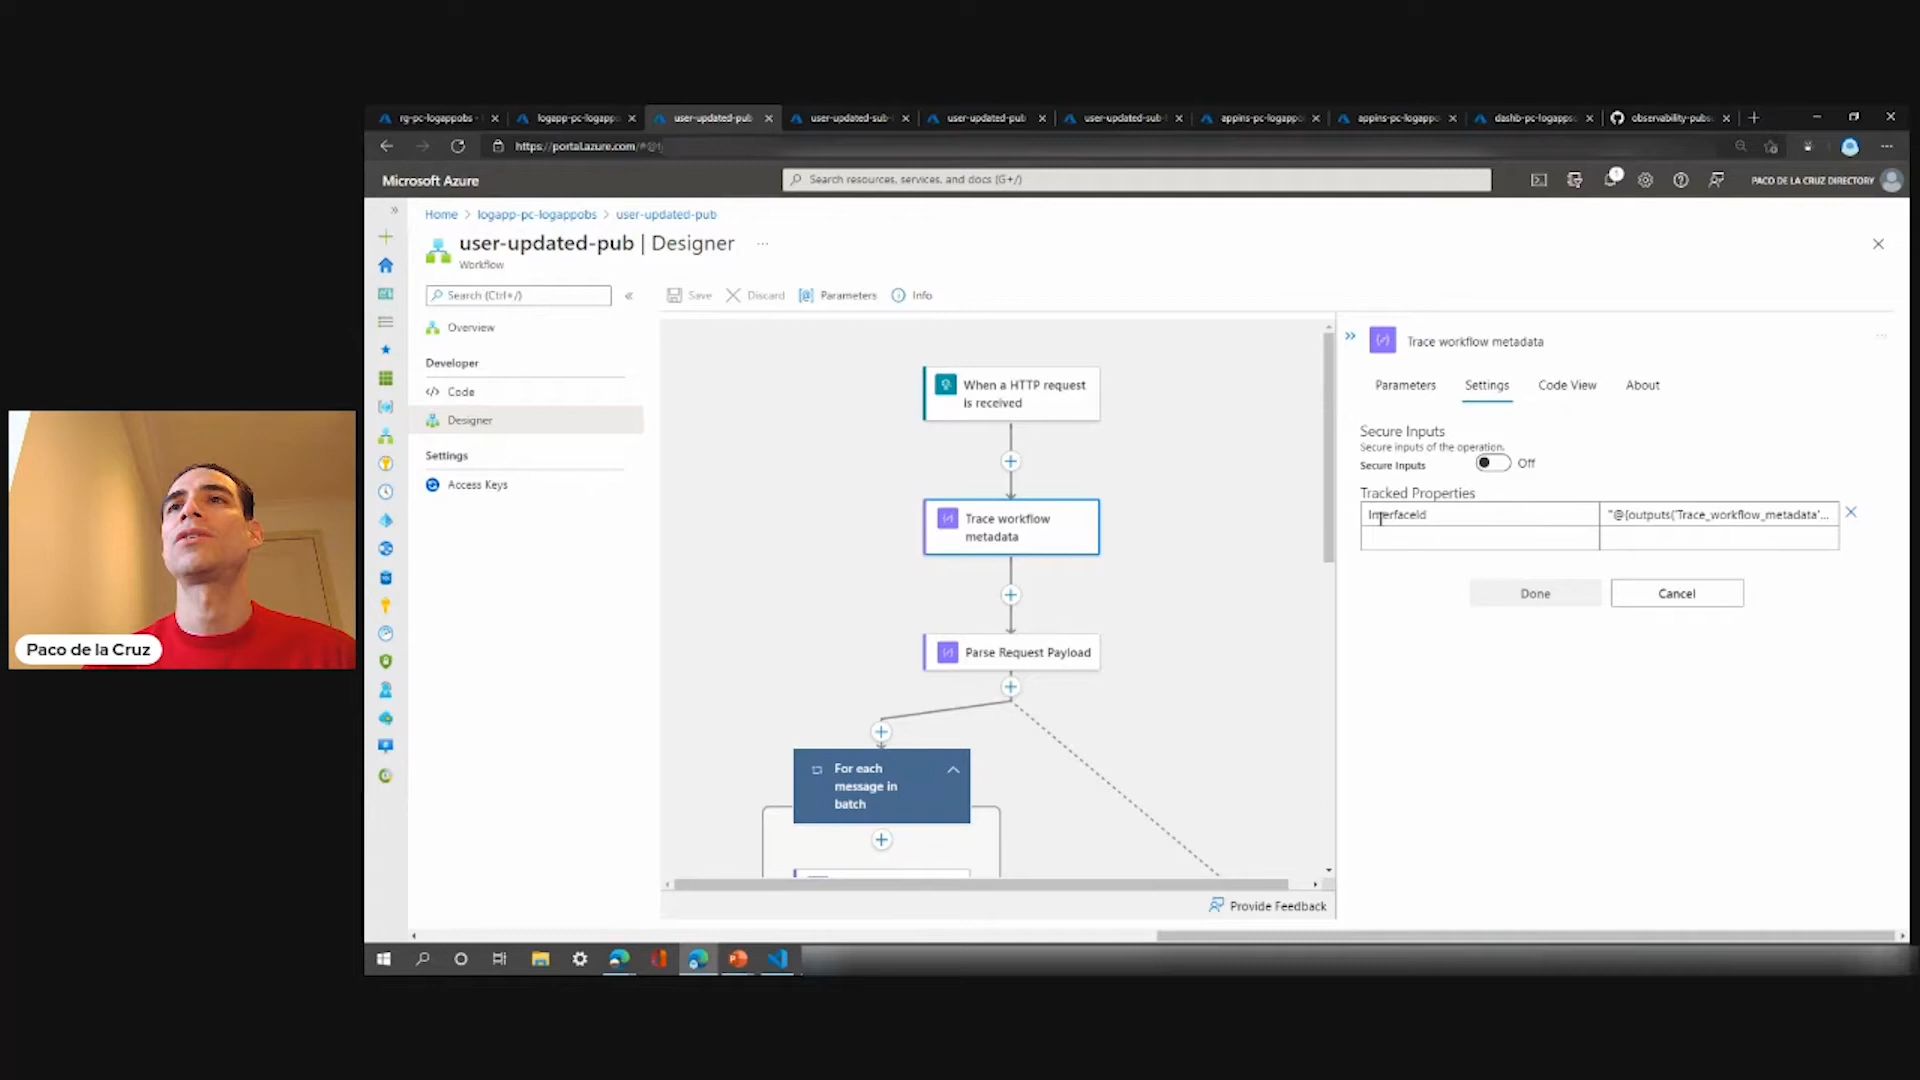 rg-pc-logappobs -
logapp-pc-logappo
user-updated-pub
user-updated-sub-
user-updated-pub
user-updated-sub-
appins-pc-logappo
appins-pc-logappo
dashb-pc-logapps
observability-pubs
https://portal.azure.com/#@
Microsoft Azure
Search resources, services, and docs (G+/)
1
PACO DE LA CRUZ DIRECTORY
Home > logapp-pc-logappobs > user-updated-pub
user-updated-pub | Designer ...
Workflow
Search (Ctrl+/)
«
Save
Discard
Parameters
Info
Overview
Developer
Code
Designer
Settings
Access Keys
When a HTTP request
is received
Trace workflow
metadata
Parse Request Payload
For each
message in
batch
Provide Feedback
Trace workflow metadata
Parameters
Settings
Code View
About
Secure Inputs
Secure inputs of the operation.
Secure Inputs
Off
Tracked Properties
InterfaceId
"@{outputs('Trace_workflow_metadata'...
Done
Cancel
Paco de la Cruz